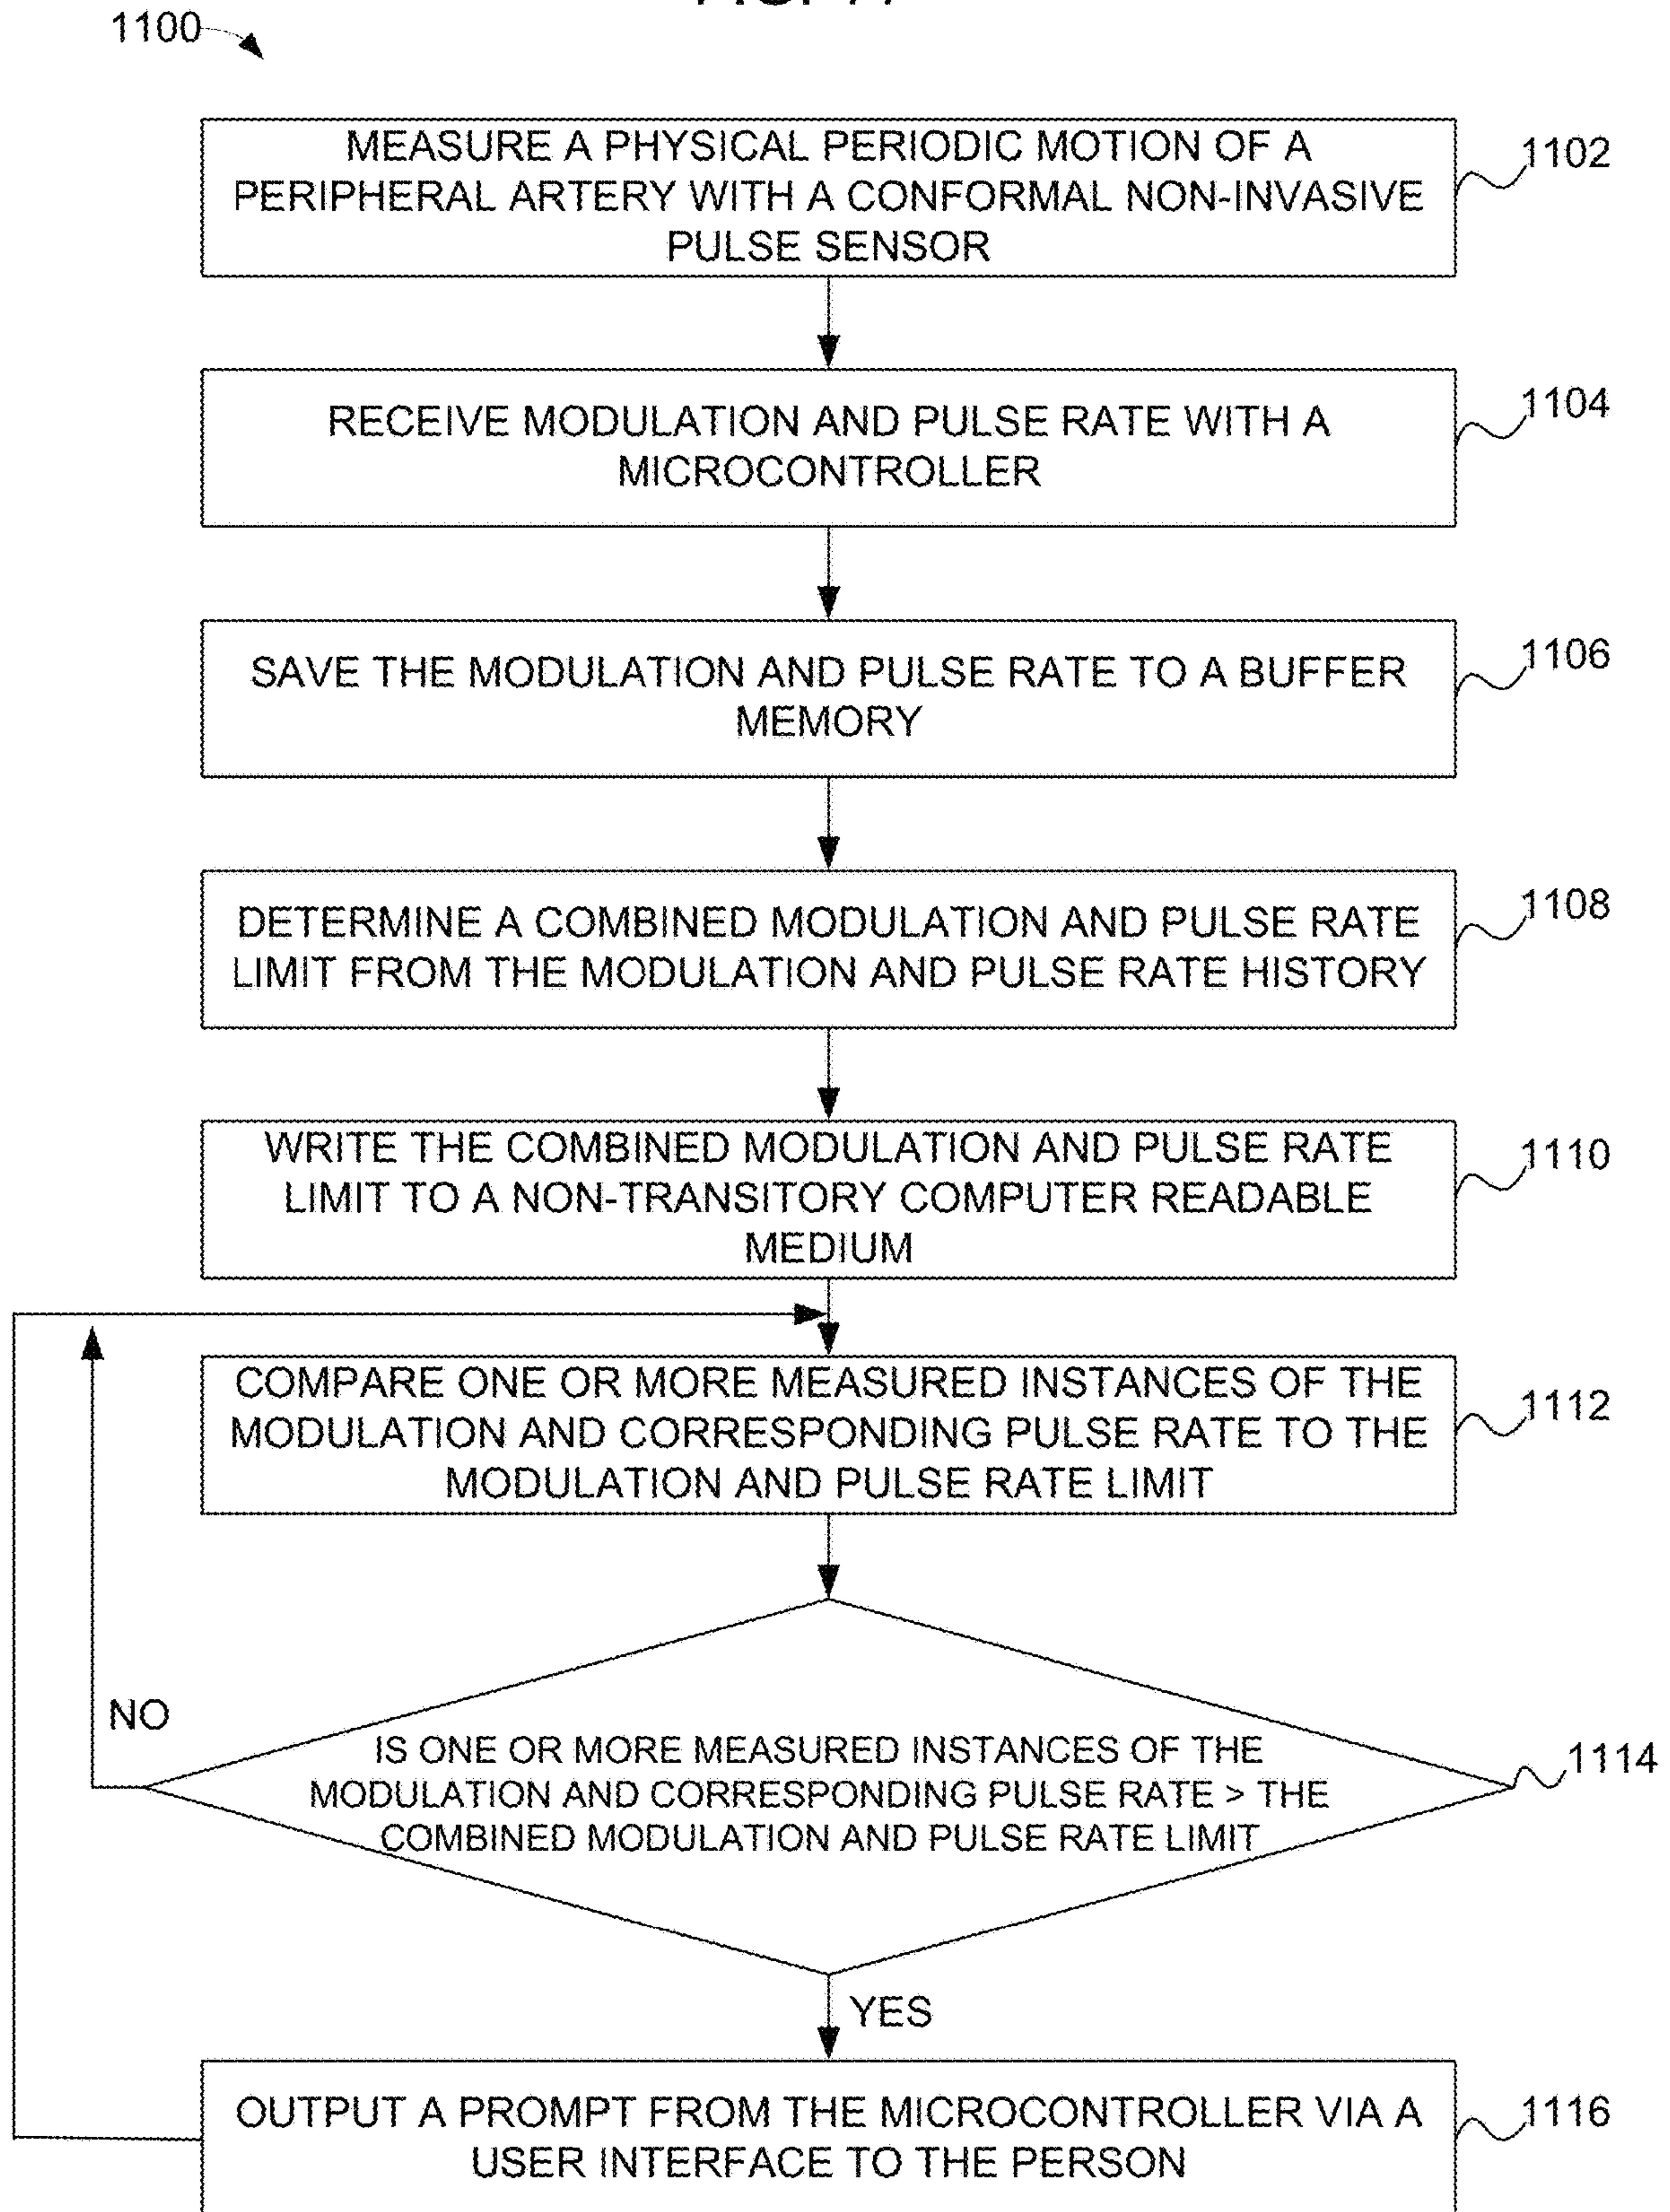 1100
MEASURE A PHYSICAL PERIODIC MOTION OF A
PERIPHERAL ARTERY WITH A CONFORMAL NON-INVASIVE
PULSE SENSOR
1102
RECEIVE MODULATION AND PULSE RATE WITH A
MICROCONTROLLER
1104
SAVE THE MODULATION AND PULSE RATE TO A BUFFER
MEMORY
1106
DETERMINE A COMBINED MODULATION AND PULSE RATE
LIMIT FROM THE MODULATION AND PULSE RATE HISTORY
1108
WRITE THE COMBINED MODULATION AND PULSE RATE
LIMIT TO A NON-TRANSITORY COMPUTER READABLE
MEDIUM
1110
COMPARE ONE OR MORE MEASURED INSTANCES OF THE
MODULATION AND CORRESPONDING PULSE RATE TO THE
MODULATION AND PULSE RATE LIMIT
1112
NO
IS ONE OR MORE MEASURED INSTANCES OF THE
MODULATION AND CORRESPONDING PULSE RATE > THE
COMBINED MODULATION AND PULSE RATE LIMIT
1114
YES
OUTPUT A PROMPT FROM THE MICROCONTROLLER VIA A
USER INTERFACE TO THE PERSON
1116